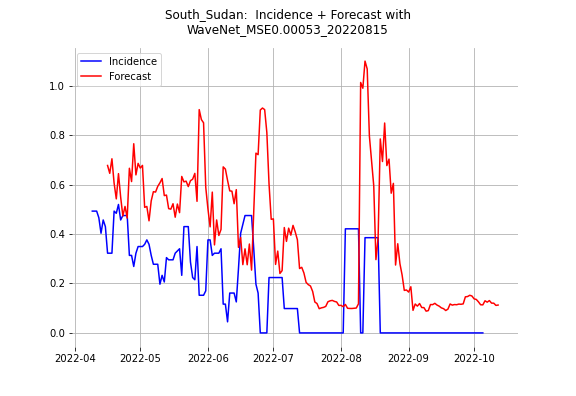 South_Sudan:  Incidence + Forecast with
WaveNet_MSE0.00053_20220815
Incidence
Forecast
1.0
0.8
0.6
0.4
0.2
0.0
2022-04 2022-05 2022-06 2022-07 2022-08 2022-09 2022-10